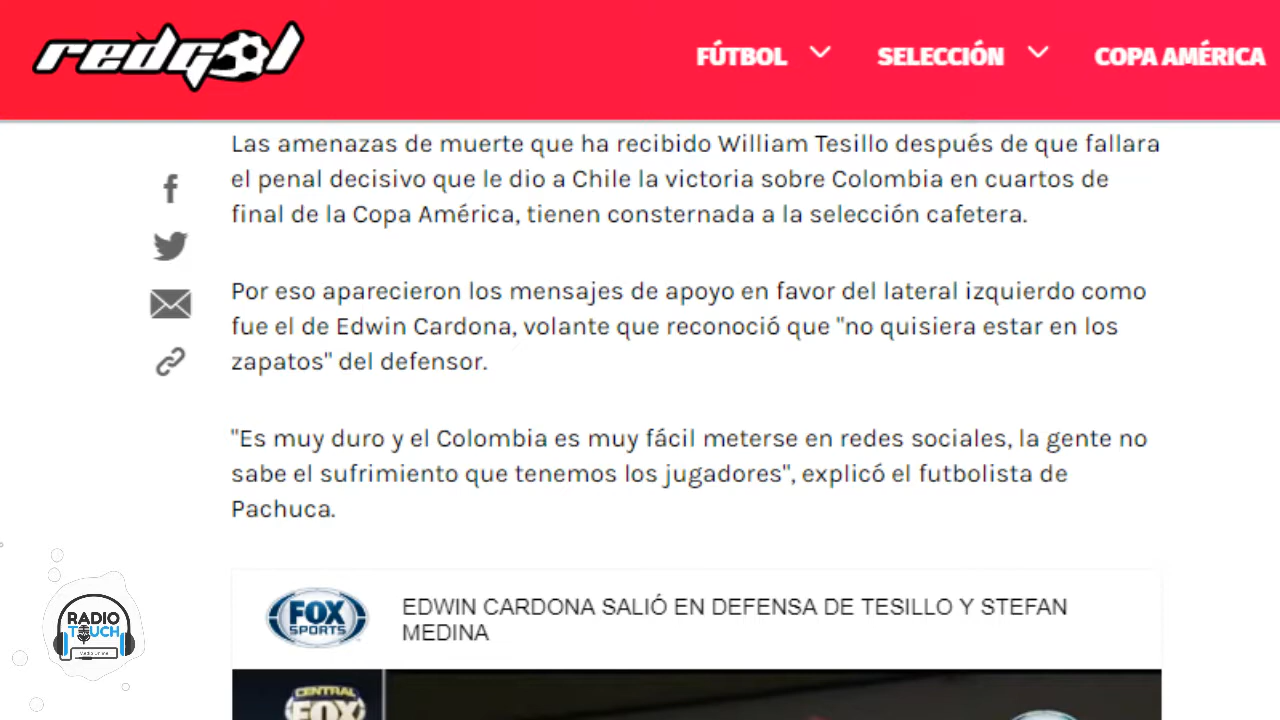 redgol
FÚTBOL SELECCIÓN COPA AMÉRICA
Las amenazas de muerte que ha recibido William Tesillo después de que fallara
el penal decisivo que le dio a Chile la victoria sobre Colombia en cuartos de
final de la Copa América, tienen consternada a la selección cafetera.
Por eso aparecieron los mensajes de apoyo en favor del lateral izquierdo como
fue el de Edwin Cardona, volante que reconoció que "no quisiera estar en los
zapatos" del defensor.
"Es muy duro y el Colombia es muy fácil meterse en redes sociales, la gente no
sabe el sufrimiento que tenemos los jugadores", explicó el futbolista de
Pachuca.
RADIO
TOUCH
FOX
SPORTS
EDWIN CARDONA SALIÓ EN DEFENSA DE TESILLO Y STEFAN
MEDINA
CENTRAL
FOX